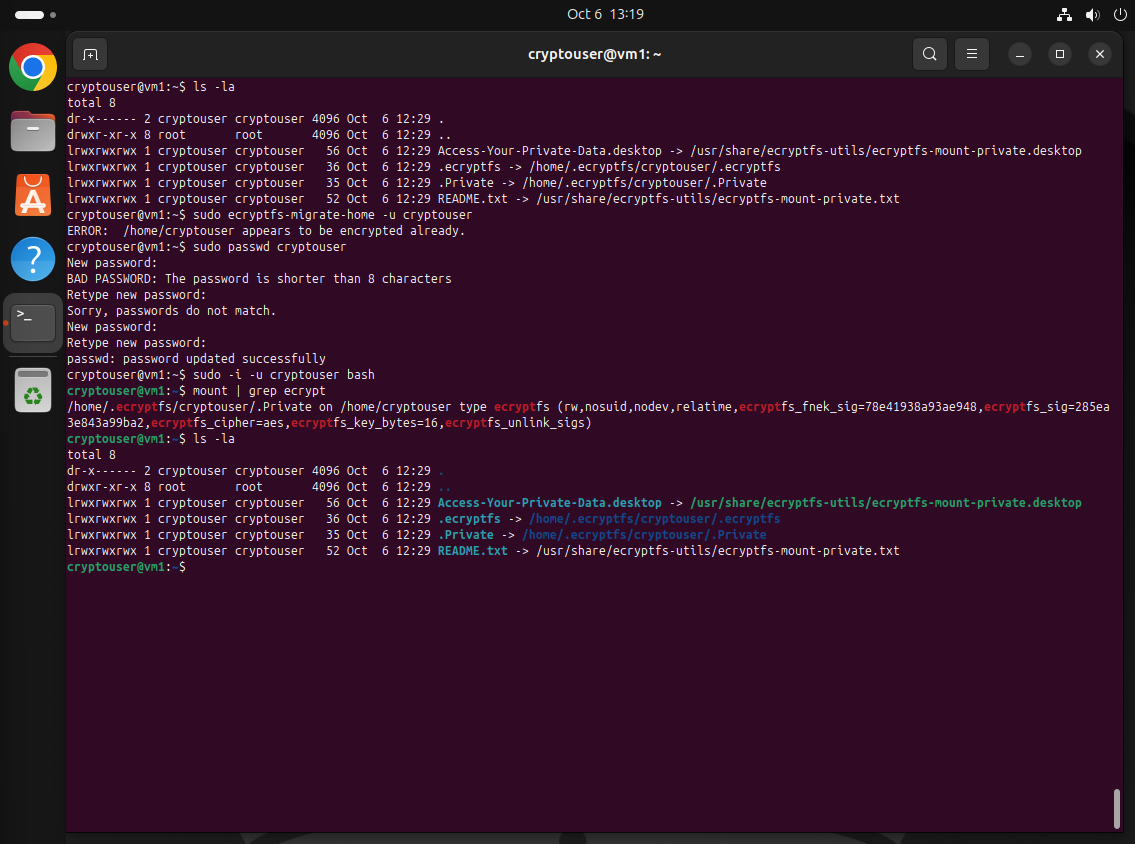 Oct 6 13:19
cryptouser@vm1: ~
cryptouser@vm1:~$ ls -la
total 8
dr-x------ 2 cryptouser cryptouser 4096 Oct  6 12:29 .
drwxr-xr-x 8 root       root       4096 Oct  6 12:29 ..
lrwxrwxrwx 1 cryptouser cryptouser   56 Oct  6 12:29 Access-Your-Private-Data.desktop -> /usr/share/ecryptfs-utils/ecryptfs-mount-private.desktop
lrwxrwxrwx 1 cryptouser cryptouser   36 Oct  6 12:29 .ecryptfs -> /home/.ecryptfs/cryptouser/.ecryptfs
lrwxrwxrwx 1 cryptouser cryptouser   35 Oct  6 12:29 .Private -> /home/.ecryptfs/cryptouser/.Private
lrwxrwxrwx 1 cryptouser cryptouser   52 Oct  6 12:29 README.txt -> /usr/share/ecryptfs-utils/ecryptfs-mount-private.txt
cryptouser@vm1:~$ sudo ecryptfs-migrate-home -u cryptouser
ERROR:  /home/cryptouser appears to be encrypted already.
cryptouser@vm1:~$ sudo passwd cryptouser
New password:
BAD PASSWORD: The password is shorter than 8 characters
Retype new password:
Sorry, passwords do not match.
New password:
Retype new password:
passwd: password updated successfully
cryptouser@vm1:~$ sudo -i -u cryptouser bash
cryptouser@vm1:~$ mount | grep ecrypt
/home/.ecryptfs/cryptouser/.Private on /home/cryptouser type ecryptfs (rw,nosuid,nodev,relatime,ecryptfs_fnek_sig=78e41938a93ae948,ecryptfs_sig=285ea
3e843a99ba2,ecryptfs_cipher=aes,ecryptfs_key_bytes=16,ecryptfs_unlink_sigs)
cryptouser@vm1:~$ ls -la
total 8
dr-x------ 2 cryptouser cryptouser 4096 Oct  6 12:29 .
drwxr-xr-x 8 root       root       4096 Oct  6 12:29 ..
lrwxrwxrwx 1 cryptouser cryptouser   56 Oct  6 12:29 Access-Your-Private-Data.desktop -> /usr/share/ecryptfs-utils/ecryptfs-mount-private.desktop
lrwxrwxrwx 1 cryptouser cryptouser   36 Oct  6 12:29 .ecryptfs -> /home/.ecryptfs/cryptouser/.ecryptfs
lrwxrwxrwx 1 cryptouser cryptouser   35 Oct  6 12:29 .Private -> /home/.ecryptfs/cryptouser/.Private
lrwxrwxrwx 1 cryptouser cryptouser   52 Oct  6 12:29 README.txt -> /usr/share/ecryptfs-utils/ecryptfs-mount-private.txt
cryptouser@vm1:~$